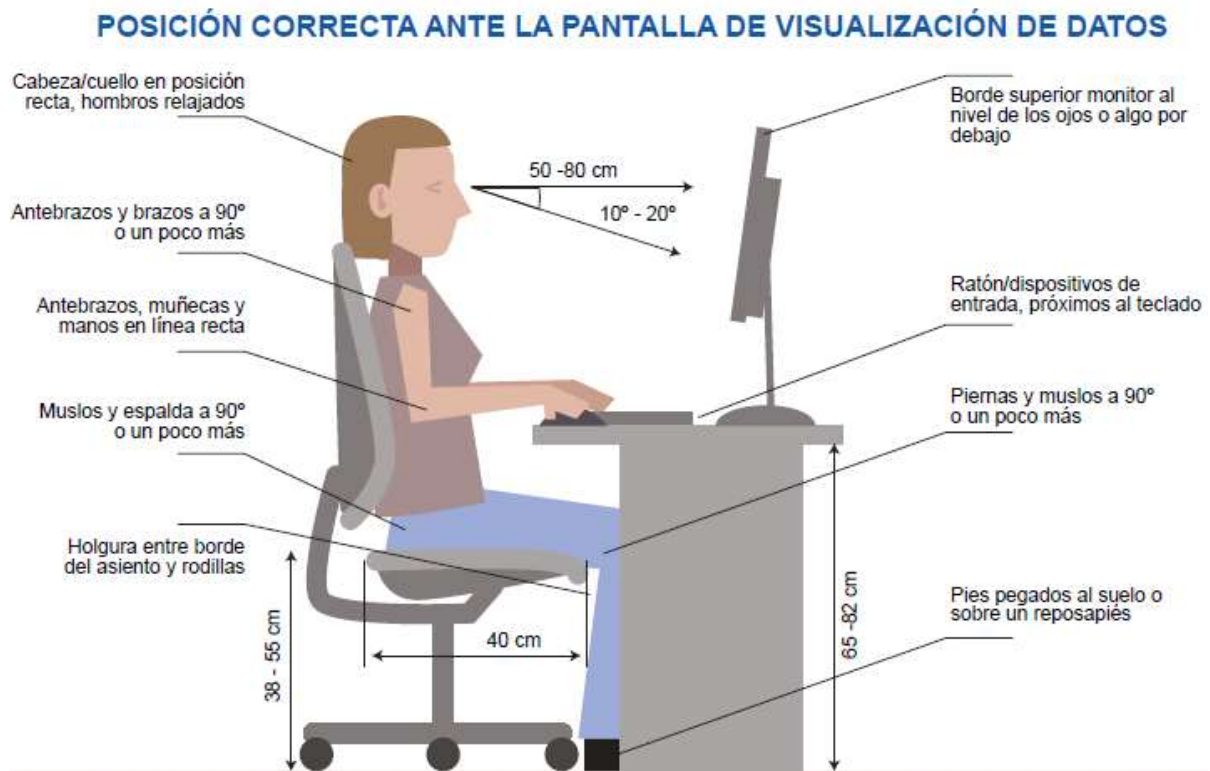 POSICIÓN CORRECTA ANTE LA PANTALLA DE VISUALIZACIÓN DE DATOS
Cabeza/cuello en posición
recta, hombros relajados
Antebrazos y brazos a 90º
o un poco más
Antebrazos, muñecas y
manos en línea recta
Muslos y espalda a 90º
o un poco más
Holgura entre borde
del asiento y rodillas
38 - 55 cm
40 cm
50 -80 cm
10º - 20º
65 -82 cm
Borde superior monitor al
nivel de los ojos o algo por
debajo
Ratón/dispositivos de
entrada, próximos al teclado
Piernas y muslos a 90º
o un poco más
Pies pegados al suelo o
sobre un reposapiés